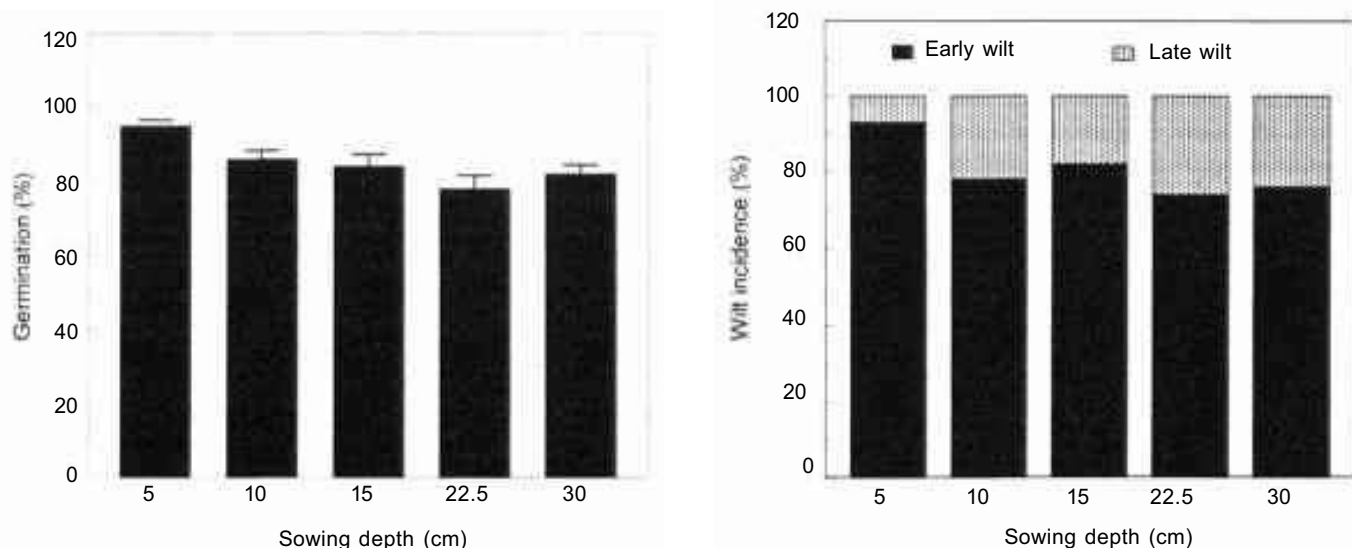 120
100
80
60
40
20
0
Germination (%)
5 10 15 22.5 30
Sowing depth (cm)
120
100
80
60
40
20
0
Wilt incidence (%)
Early wilt Late wilt
5 10 15 22.5 30
Sowing depth (cm)